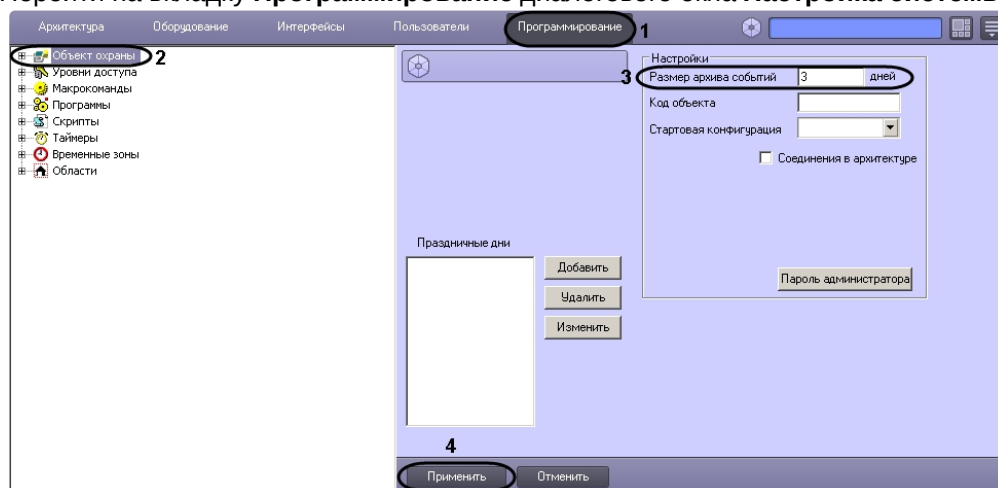 Перейти на вкладку Программирование диалогового окна Настройка системы
Архитектура Оборудование Интерфейсы Пользователи Программирование 1
Объект охраны 2
Уровни доступа
Макрокоманды
Программы
Скрипты
Таймеры
Временные зоны
Области
Настройки
3 Размер архива событий 3 дней
Код объекта
Стартовая конфигурация
Соединения в архитектуре
Праздничные дни
Добавить
Удалить
Изменить
Пароль администратора
4
Применить Отменить